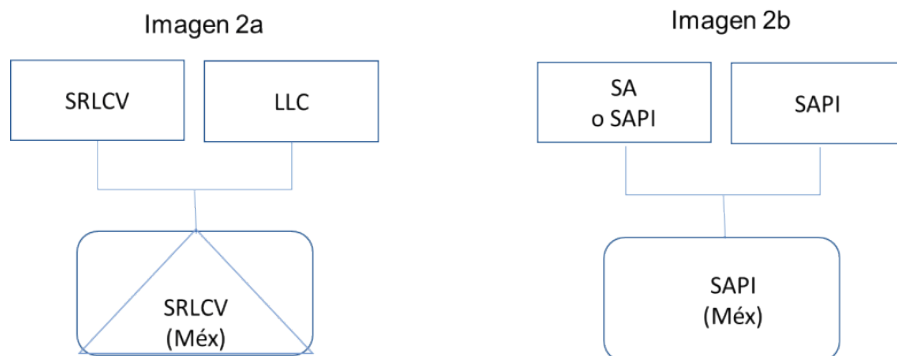 Imagen 2a
SRLCV
LLC
SRLCV
(Méx)
Imagen 2b
SA
o SAPI
SAPI
SAPI
(Méx)